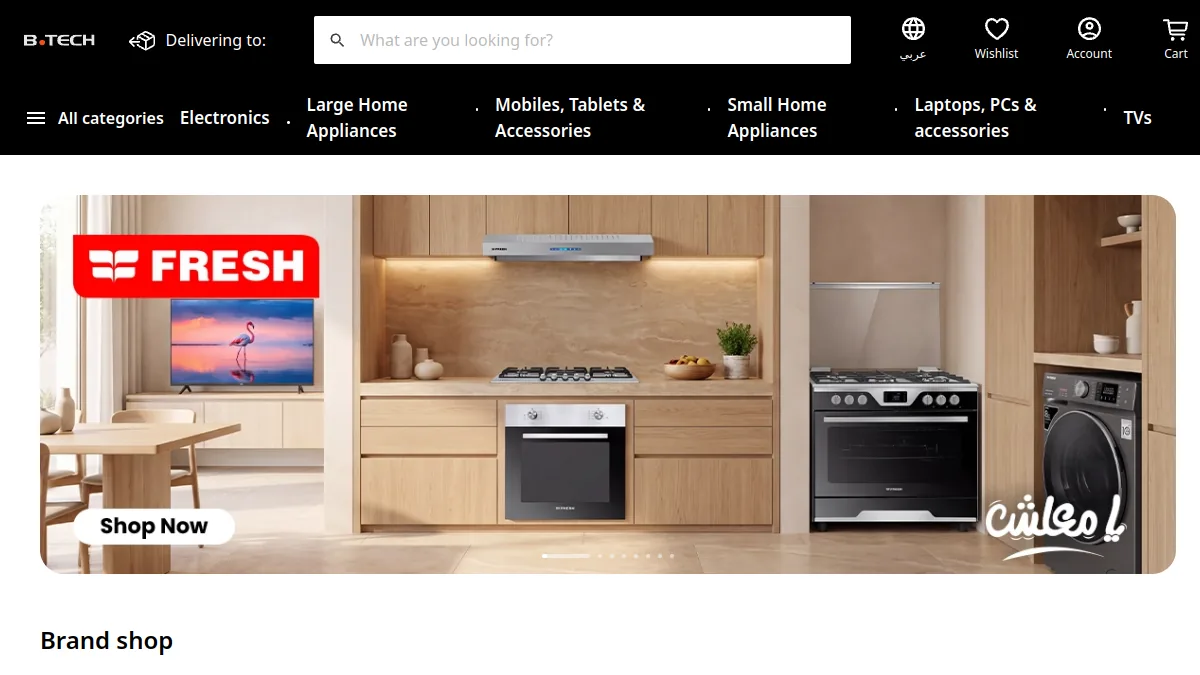 B.TECH
Delivering to:
What are you looking for?
عربي
Wishlist
Account
Cart
All categories
Electronics
Large Home
Appliances
Mobiles, Tablets &
Accessories
Small Home
Appliances
Laptops, PCs &
accessories
TVs
FRESH
Shop Now
يا معلشت
Brand shop